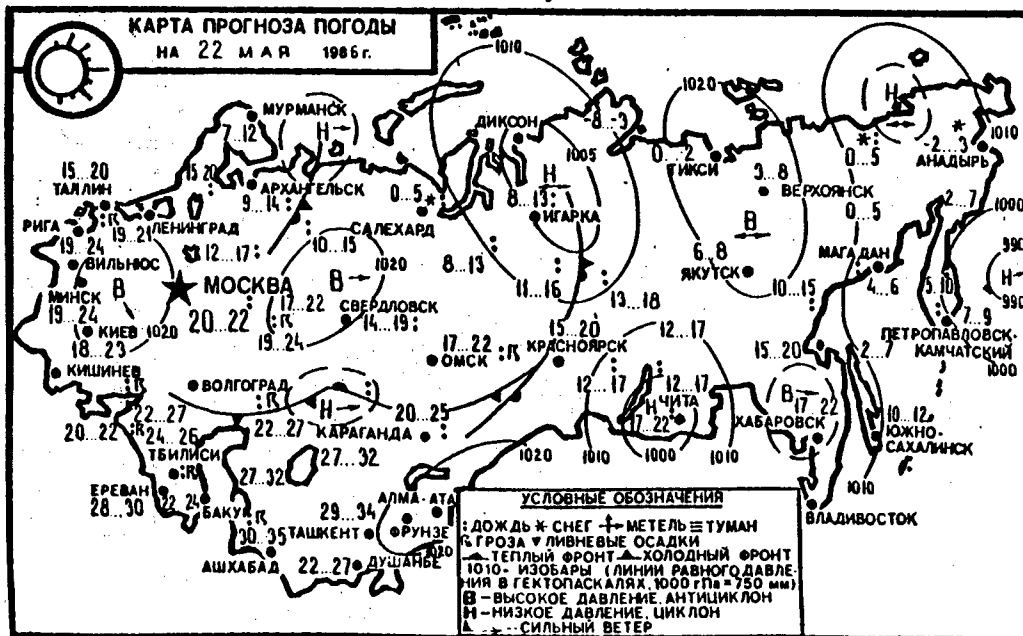 КАРТА ПРОГНОЗА ПОГОДЫ
НА 22 МАЯ 1986г.
1010
МУРМАНСК
7...12
Н
ДИКСОН
8...-3
1020
Н
-2...3
1010
АНАДЫРЬ
15...20
ТАЛЛИН
15 20
АРХАНГЕЛЬСК
9...14
0...5
САЛЕХАРД
1005
Н
8...13
ИГАРКА
0...2
ТИКСИ
3...8
ВЕРХОЯНСК
0...5
0...5
2...7
1000
РИГА
19...24
19...21
ЛЕНИНГРАД
ВИЛЬНЮС
12...17
10...15
1020
8...13
11...16
13...18
6...8
В
ЯКУТСК
МАГАДАН
4...6
5...10
990
Н
990
МИНСК
19...24
В
МОСКВА
20...22
В
17...22
СВЕРДЛОВСК
14...19
19...24
10...15
7...9
ПЕТРОПАВЛОВСК-
КАМЧАТСКИЙ
1000
КИЕВ
1020
18...23
КИШИНЕВ
17...22
ОМСК
15...20
КРАСНОЯРСК
12...17
15...20
2...7
ВОЛГОГРАД
Н
12...17
12...17
ЧИТА
Н
17...22
В
17...22
ХАБАРОВСК
10...12
ЮЖНО-
САХАЛИНСК
22...27
20...22
22...27
20...25
КАРАГАНДА
24...26
ТБИЛИСИ
27...32
27...32
1020
1010
1000
1010
1010
ЕРЕВАН
28...30
22...24
БАКУ
АЛМА-АТА
29...34
ТАШКЕНТ
ФРУНЗЕ
1020
ВЛАДИВОСТОК
30...35
АШХАБАД
22...27
ДУШАНБЕ
УСЛОВНЫЕ ОБОЗНАЧЕНИЯ
: ДОЖДЬ * СНЕГ МЕТЕЛЬ ≡ ТУМАН
ГРОЗА ▼ ЛИВНЕВЫЕ ОСАДКИ
ТЕПЛЫЙ ФРОНТ ХОЛОДНЫЙ ФРОНТ
1010- ИЗОБАРЫ (ЛИНИИ РАВНОГО ДАВЛЕ-
НИЯ В ГЕКТОПАСКАЛЯХ, 1000 гПа = 750 мм)
В - ВЫСОКОЕ ДАВЛЕНИЕ, АНТИЦИКЛОН
Н - НИЗКОЕ ДАВЛЕНИЕ, ЦИКЛОН
СИЛЬНЫЙ ВЕТЕР